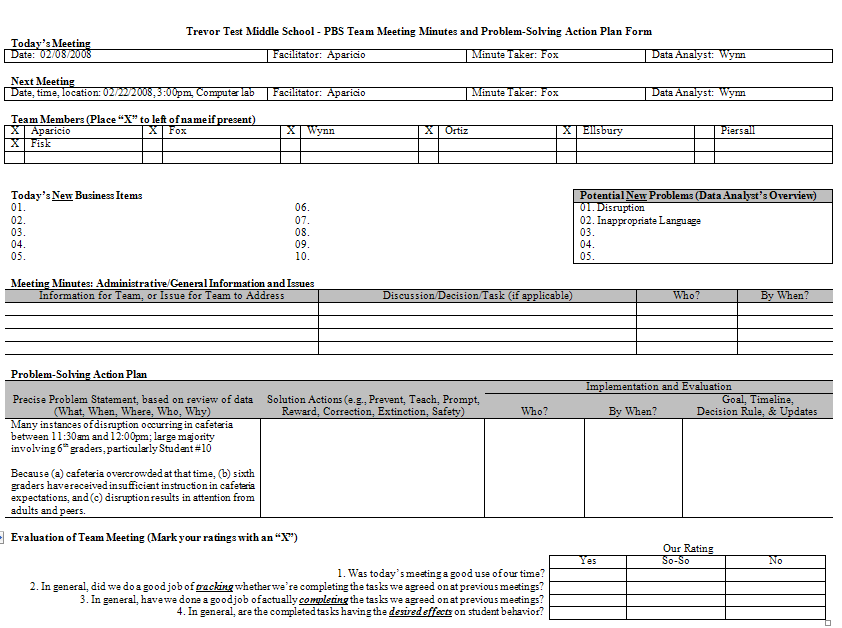 Trevor Test Middle School - PBS Team Meeting Minutes and Problem-Solving Action Plan Form
Today's Meeting
Date: 02/08/2008 Facilitator: Aparicio Minute Taker: Fox Data Analyst: Wynn
Next Meeting
Date, time, location: 02/22/2008, 3:00pm, Computer lab Facilitator: Aparicio Minute Taker: Fox Data Analyst: Wynn
Team Members (Place “X” to left of name if present)
X Aparicio X Fox X Wynn X Ortiz X Ellsbury Piersall
X Fisk
Today's New Business Items Potential New Problems (Data Analyst's Overview)
01. 06. 01. Disruption
02. 07. 02. Inappropriate Language
03. 08. 03.
04. 09. 04.
05. 10. 05.
Meeting Minutes: Administrative/General Information and Issues
Information for Team, or Issue for Team to Address Discussion/Decision/Task (if applicable) Who? By When?
Problem-Solving Action Plan
Precise Problem Statement, based on review of data
(What, When, Where, Who, Why)
Solution Actions (e.g., Prevent, Teach, Prompt,
Reward, Correction, Extinction, Safety)
Implementation and Evaluation
Who? By When?
Goal, Timeline,
Decision Rule, & Updates
Many instances of disruption occurring in cafeteria
between 11:30am and 12:00pm; large majority
involving 6th graders, particularly Student #10
Because (a) cafeteria overcrowded at that time, (b) sixth
graders have received insufficient instruction in cafeteria
expectations, and (c) disruption results in attention from
adults and peers.
Evaluation of Team Meeting (Mark your ratings with an “X”)
Our Rating
Yes So-So No
1. Was today's meeting a good use of our time?
2. In general, did we do a good job of tracking whether we're completing the tasks we agreed on at previous meetings?
3. In general, have we done a good job of actually completing the tasks we agreed on at previous meetings?
4. In general, are the completed tasks having the desired effects on student behavior?